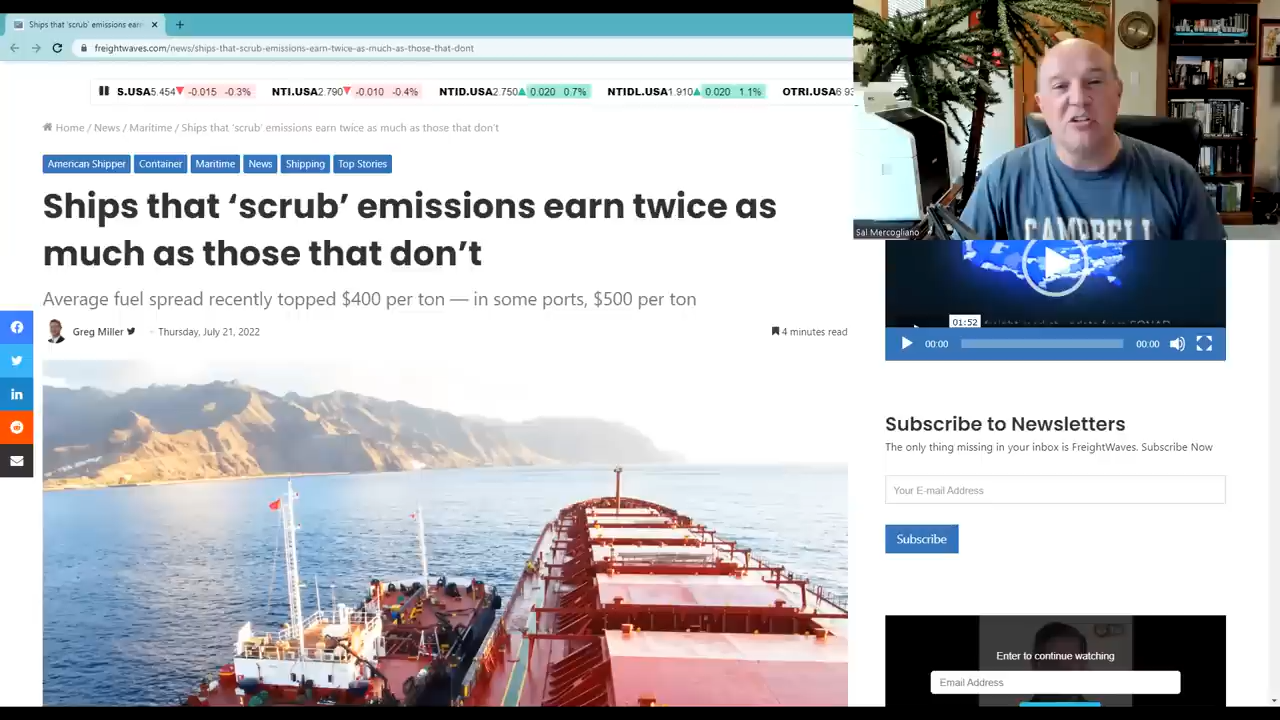 Ships that 'scrub' emissions earn
freightwaves.com/news/ships-that-scrub-emissions-earn-twice-as-much-as-those-that-dont
S.USA5.454 -0.015 -0.3% NTI.USA2.790 -0.010 -0.4% NTID.USA2.750 0.020 0.7% NTIDL.USA1.910 0.020 1.1% OTRI.USA6.93
Home / News / Maritime / Ships that 'scrub' emissions earn twice as much as those that don't
American Shipper Container Maritime News Shipping Top Stories
Ships that ‘scrub’ emissions earn twice as
much as those that don’t
Average fuel spread recently topped $400 per ton — in some ports, $500 per ton
Greg Miller - Thursday, July 21, 2022 4 minutes read
CAMPBELL
Sal Mercogliano
01:52
00:00 00:00
Subscribe to Newsletters
The only thing missing in your inbox is FreightWaves. Subscribe Now
Your E-mail Address
Subscribe
Enter to continue watching
Email Address